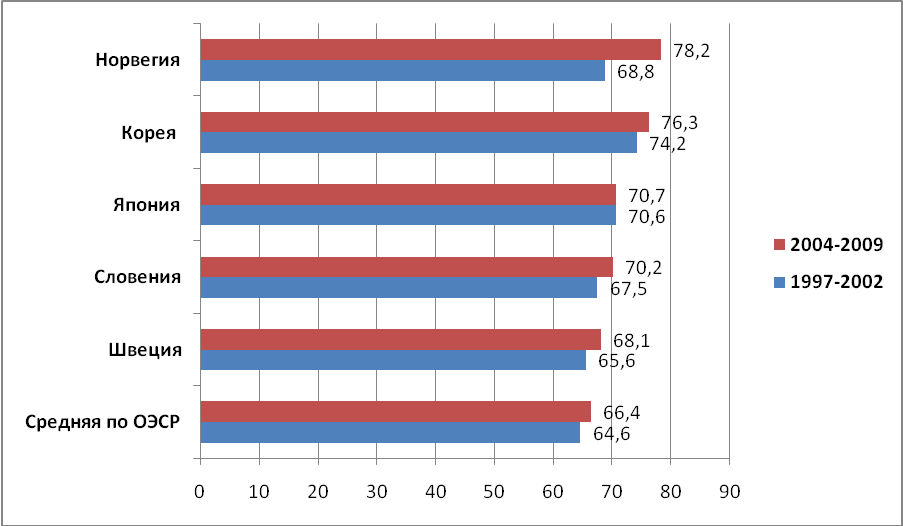 Норвегия
78,2
68,8
Корея
76,3
74,2
Япония
70,7
70,6
Словения
70,2
67,5
Швеция
68,1
65,6
Средняя по ОЭСР
66,4
64,6
0 10 20 30 40 50 60 70 80 90
2004-2009
1997-2002